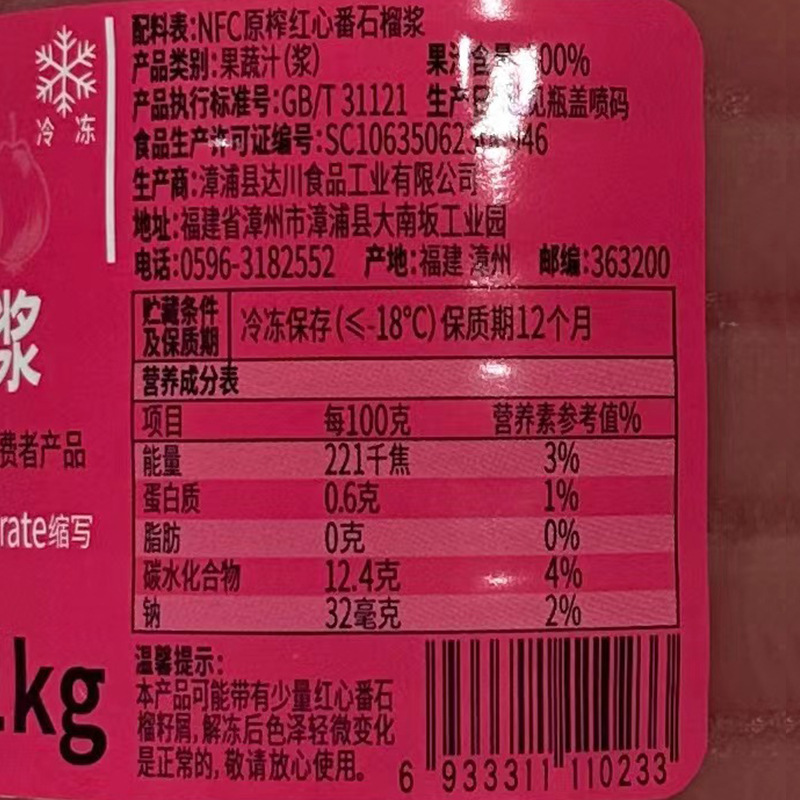 配料表:NFC原榨红心番石榴浆
产品类别:果蔬汁(浆) 果汁含量 100%
产品执行标准号:GB/T 31121 生产日 见瓶盖喷码
食品生产许可证编号:
生产商:漳浦县达川食品工业有限公司
地址:福建省漳州市漳浦县大南坂工业园
电话:0596-3182552 产地:福建 漳州 邮编:363200
冷 冻
贮藏条件
及保质期
冷冻保存(≤-18℃)保质期12个月
营养成分表
项目 每100克 营养素参考值%
能量 221千焦 3%
蛋白质 0.6克 1%
脂肪 0克 0%
碳水化合物 12.4克 4%
钠 32毫克 2%
温馨提示:
本产品可能带有少量红心番石
榴籽屑,解冻后色泽轻微变化
是正常的,敬请放心使用。
6 933311 110233
浆
费者产品
rate缩写
1kg